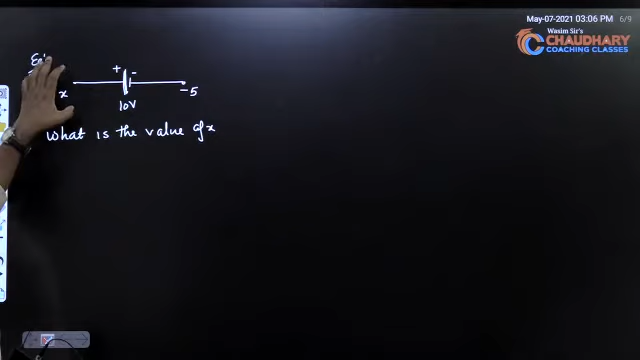 May-07-2021 03:06 PM 6/9
Wasim Sir's
CHAUDHARY
COACHING CLASSES
+ -
x 10V -5
What is the value of x